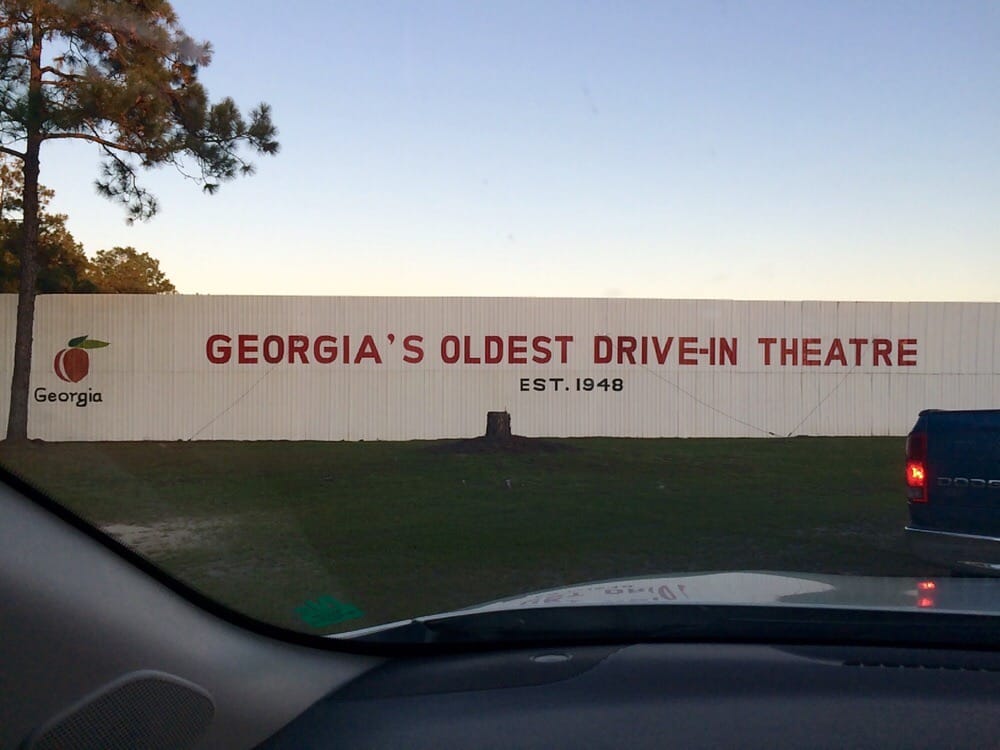 GEORGIA'S OLDEST DRIVE-IN THEATRE
EST. 1948
Georgia